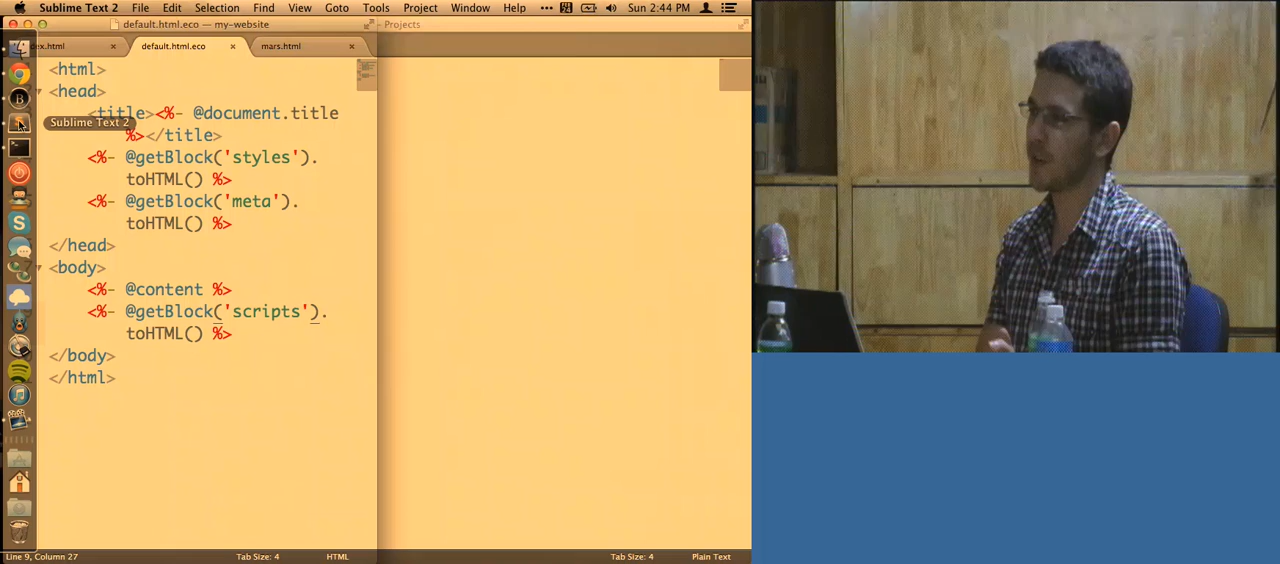 Sublime Text 2 File Edit Selection Find View Goto Tools Project Window Help Sun 2:44 PM
default.html.eco — my-website
- Projects
dex.html × default.html.eco × mars.html ×
<html>
<head>
<title><%- @document.title
%></title>
Sublime Text 2
<%- @getBlock('styles').
toHTML() %>
<%- @getBlock('meta').
toHTML() %>
</head>
<body>
<%- @content %>
<%- @getBlock('scripts').
toHTML() %>
</body>
</html>
Line 9, Column 27 Tab Size: 4 HTML
Tab Size: 4 Plain Text